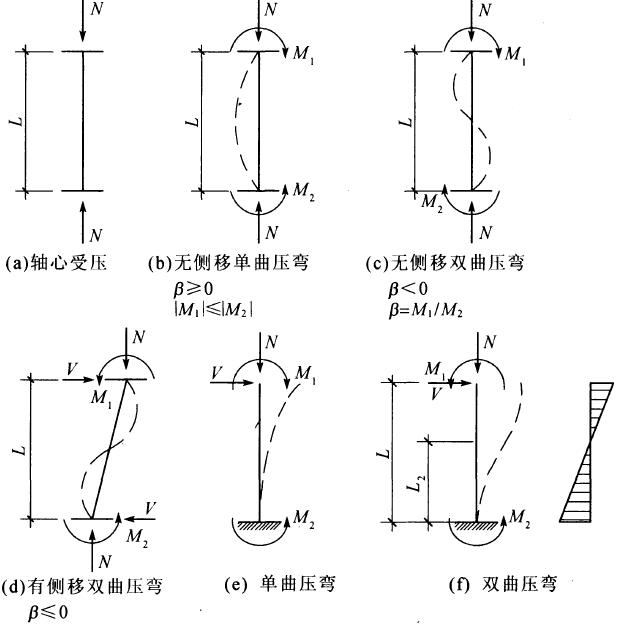 N
N
N
L
L
L
M₁
M₁
M₂
M₂
N
N
N
(a)轴心受压
(b)无侧移单曲压弯
(c)无侧移双曲压弯
β≥0
β<0
|M₁|≤|M₂|
β=M₁/M₂
N
N
N
V
M₁
V
M₁
M₁
V
L
L
L₂
V
M₂
M₂
M₂
N
(d)有侧移双曲压弯
(e) 单曲压弯
(f) 双曲压弯
β≤0